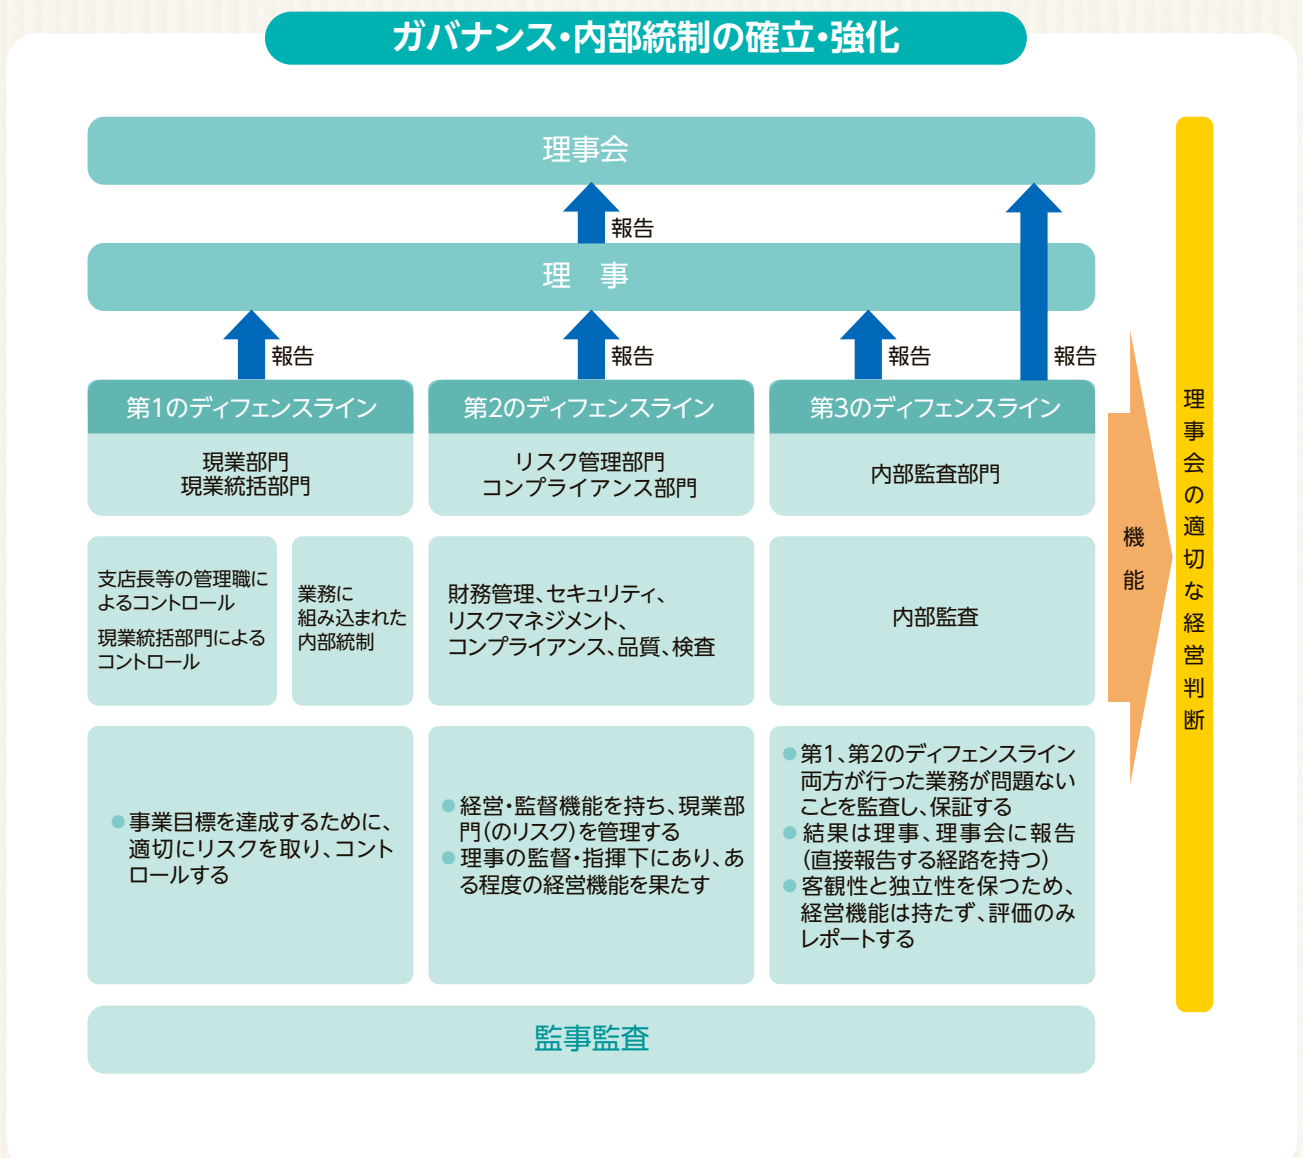 ガバナンス・内部統制の確立・強化
理事会
報告
理　事
報告
報告
報告
報告
第1のディフェンスライン
現業部門
現業統括部門
第2のディフェンスライン
リスク管理部門
コンプライアンス部門
第3のディフェンスライン
内部監査部門
支店長等の管理職に
よるコントロール
現業統括部門による
コントロール
業務に
組み込まれた
内部統制
財務管理、セキュリティ、
リスクマネジメント、
コンプライアンス、品質、検査
内部監査
●事業目標を達成するために、
適切にリスクを取り、コント
ロールする
●経営・監督機能を持ち、現業部
門(のリスク)を管理する
●理事の監督・指揮下にあり、あ
る程度の経営機能を果たす
●第1、第2のディフェンスライン
両方が行った業務が問題ない
ことを監査し、保証する
●結果は理事、理事会に報告
(直接報告する経路を持つ)
●客観性と独立性を保つため、
経営機能は持たず、評価のみ
レポートする
監事監査
機能
理事会の適切な経営判断